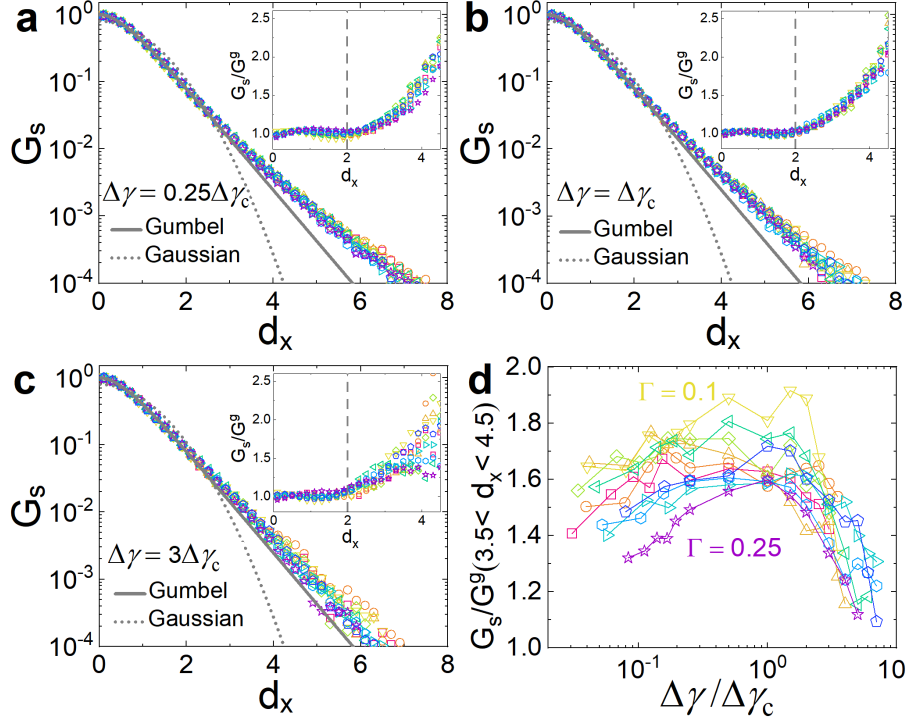 a
G_s
10^0
10^-1
10^-2
10^-3
10^-4
0 2 4 6 8
d_x
Δγ = 0.25Δγ_c
Gumbel
Gaussian
G_s/G^g
2.5
2.0
1.5
1.0
0 2 4
d_x
b
10^0
10^-1
10^-2
10^-3
10^-4
0 2 4 6 8
d_x
Δγ = Δγ_c
Gumbel
Gaussian
G_s/G^g
2.5
2.0
1.5
1.0
0 2 4
d_x
c
G_s
10^0
10^-1
10^-2
10^-3
10^-4
0 2 4 6 8
d_x
Δγ = 3Δγ_c
Gumbel
Gaussian
G_s/G^g
2.5
2.0
1.5
1.0
0 2 4
d_x
d
G_s/G^g(3.5< d_x < 4.5)
2.0
1.8
1.6
1.4
1.2
1.0
10^-1 10^0 10
Δγ/Δγ_c
Γ = 0.1
Γ = 0.25